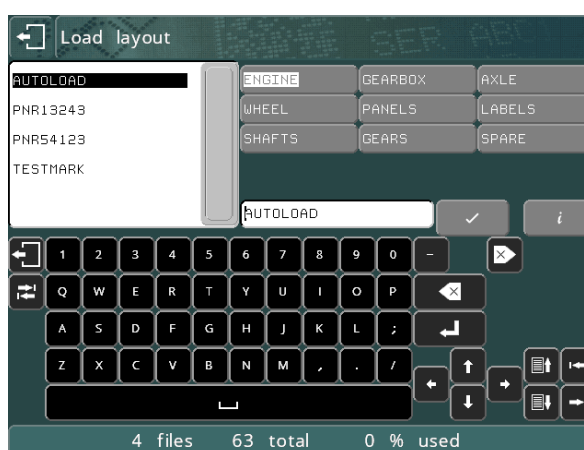 Load layout
AUTOLOAD
PNR13243
PNR54123
TESTMARK
ENGINE GEARBOX AXLE
WHEEL PANELS LABELS
SHAFTS GEARS SPARE
AUTOLOAD
i
1 2 3 4 5 6 7 8 9 0 -
Q W E R T Y U I O P
A S D F G H J K L ;
Z X C V B N M , . /
4 files 63 total 0 % used